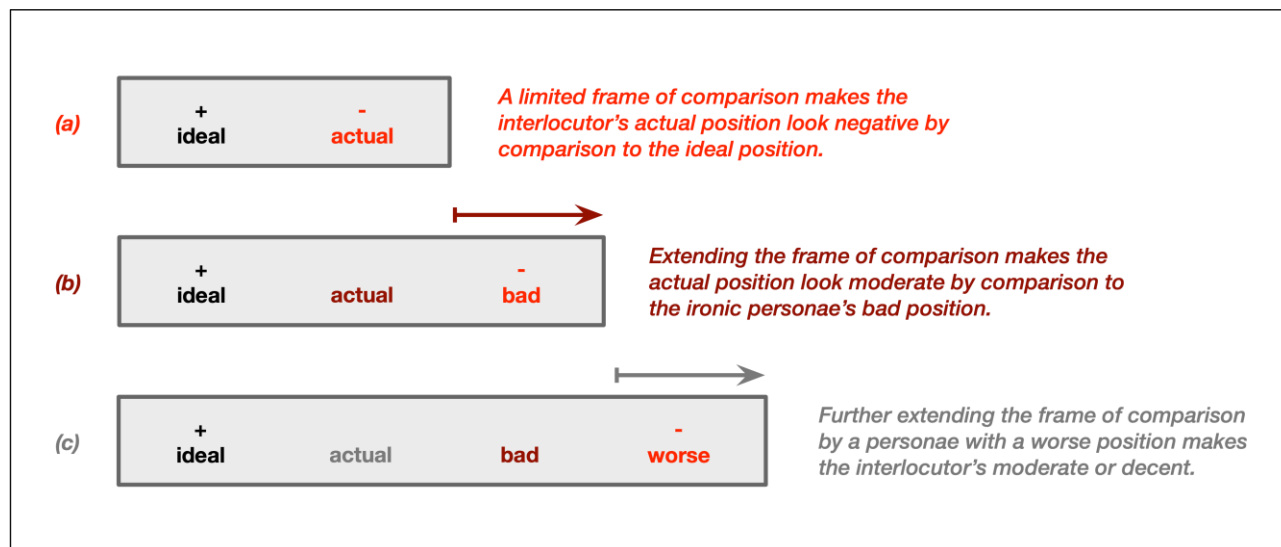 (a)
+ -
ideal actual
A limited frame of comparison makes the
interlocutor's actual position look negative by
comparison to the ideal position.
(b)
+ -
ideal actual bad
Extending the frame of comparison makes the
actual position look moderate by comparison to
the ironic personae's bad position.
(c)
+ -
ideal actual bad worse
Further extending the frame of comparison
by a personae with a worse position makes
the interlocutor's moderate or decent.